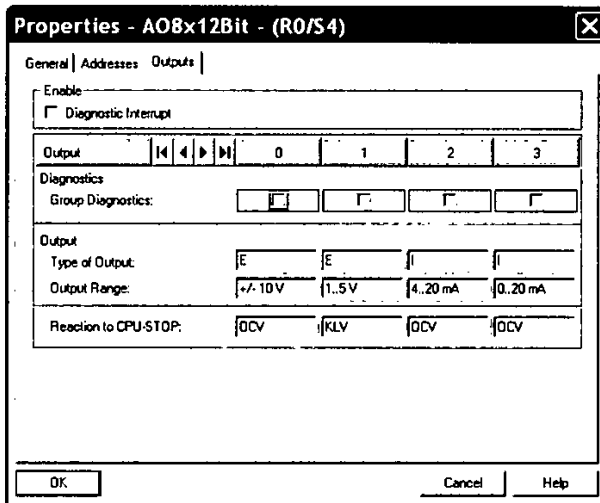 Properties - AO8x12Bit - (R0/S4)
General Addresses Outputs
Enable
Diagnostic Interrupt
Output 0 1 2 3
Diagnostics
Group Diagnostics:
Output
Type of Output: E E I I
Output Range: +/- 10 V 1..5 V 4..20 mA 0..20 mA
Reaction to CPU-STOP: OCV KLV OCV OCV
OK Cancel Help